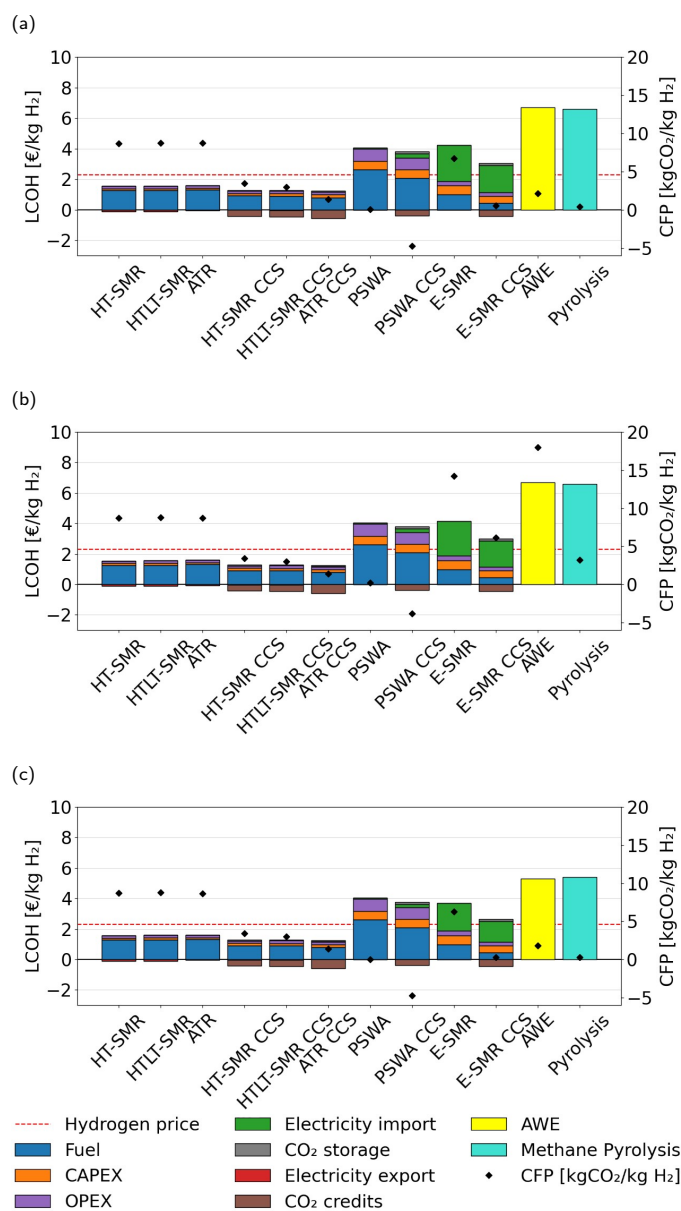 (a)
10
8
6
4
2
0
−2
LCOH [€/kg H₂]
20
15
10
5
0
−5
CFP [kgCO₂/kg H₂]
HT-SMR
HTLT-SMR
ATR
HT-SMR CCS
HTLT-SMR CCS
ATR CCS
PSWA
PSWA CCS
E-SMR
E-SMR CCS
AWE
Pyrolysis
(b)
10
8
6
4
2
0
−2
LCOH [€/kg H₂]
20
15
10
5
0
−5
CFP [kgCO₂/kg H₂]
HT-SMR
HTLT-SMR
ATR
HT-SMR CCS
HTLT-SMR CCS
ATR CCS
PSWA
PSWA CCS
E-SMR
E-SMR CCS
AWE
Pyrolysis
(c)
10
8
6
4
2
0
−2
LCOH [€/kg H₂]
20
15
10
5
0
−5
CFP [kgCO₂/kg H₂]
HT-SMR
HTLT-SMR
ATR
HT-SMR CCS
HTLT-SMR CCS
ATR CCS
PSWA
PSWA CCS
E-SMR
E-SMR CCS
AWE
Pyrolysis
Hydrogen price
Fuel
CAPEX
OPEX
Electricity import
CO₂ storage
Electricity export
CO₂ credits
AWE
Methane Pyrolysis
CFP [kgCO₂/kg H₂]